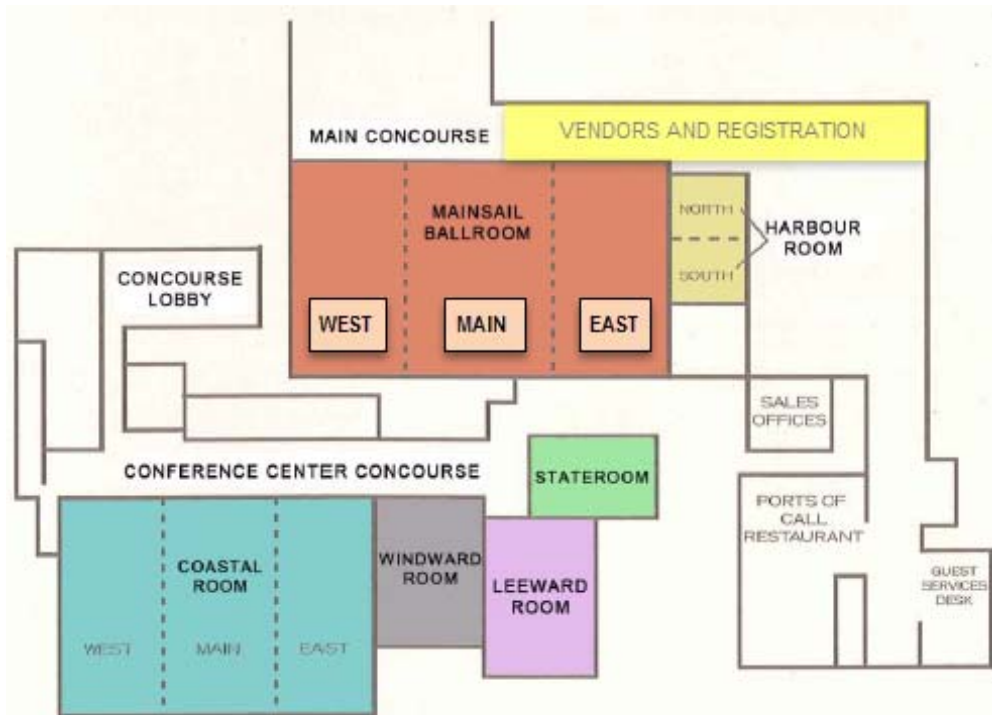 MAIN CONCOURSE
VENDORS AND REGISTRATION
MAINSAIL
BALLROOM
NORTH
HARBOUR
ROOM
SOUTH
CONCOURSE
LOBBY
WEST
MAIN
EAST
SALES
OFFICES
CONFERENCE CENTER CONCOURSE
STATEROOM
PORTS OF
CALL
RESTAURANT
COASTAL
ROOM
WINDWARD
ROOM
LEEWARD
ROOM
GUEST
SERVICES
DESK
WEST
MAIN
EAST